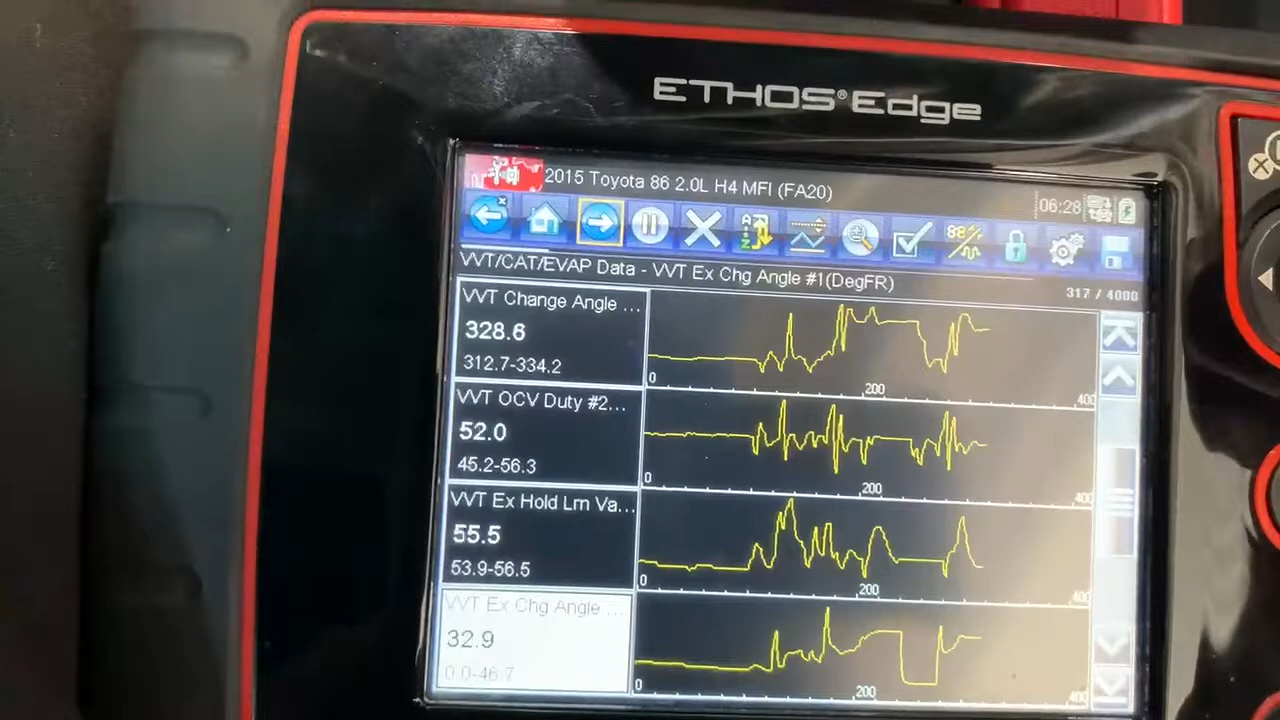 ETHOS® Edge
2015 Toyota 86 2.0L H4 MFI (FA20)
06:28
VVT/CAT/EVAP Data - VVT Ex Chg Angle #1(DegFR)
317 / 4000
VVT Change Angle ...
328.6
312.7-334.2
0
200
400
VVT OCV Duty #2...
52.0
45.2-56.3
0
200
400
VVT Ex Hold Lrn Va...
55.5
53.9-56.5
0
200
400
VVT Ex Chg Angle ...
32.9
0.0-46.7
0
200
400